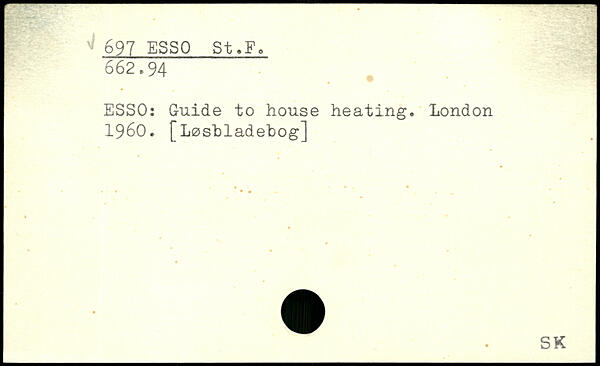 √ 697 ESSO St.F.
662.94
ESSO: Guide to house heating. London
1960. [Løsbladebog]
SK